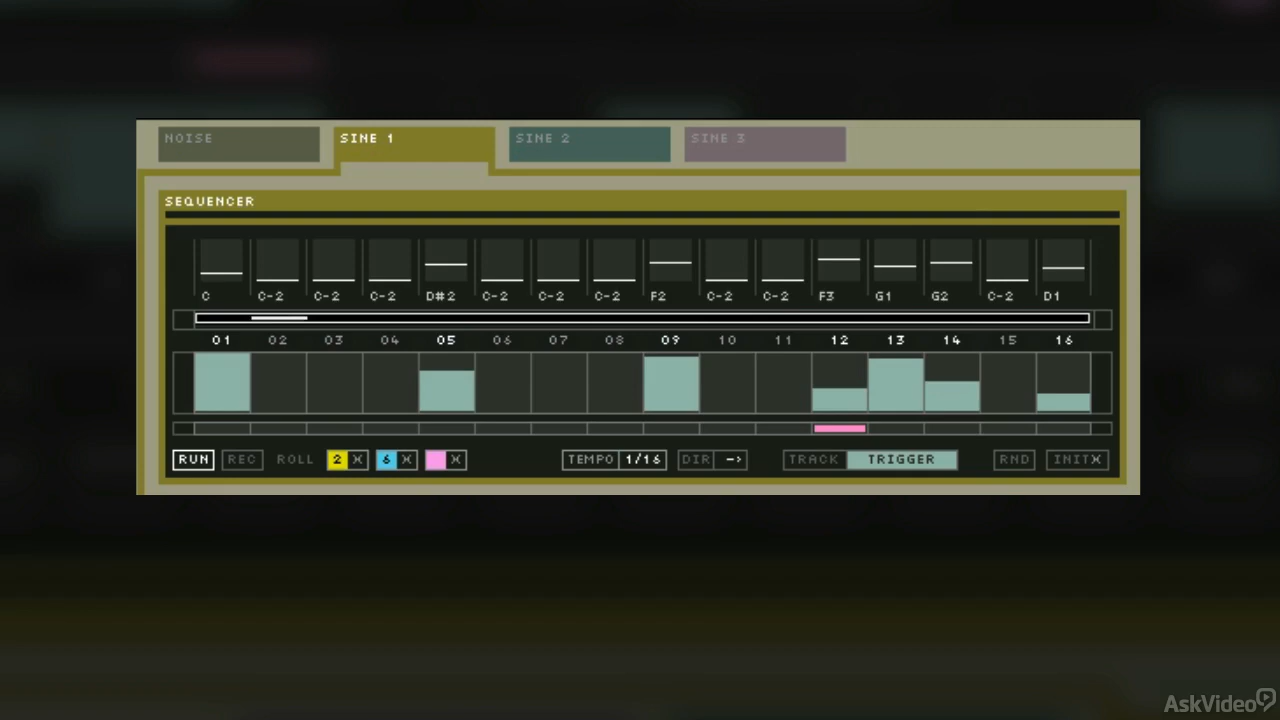 NOISE SINE 1 SINE 2 SINE 3
SEQUENCER
C C-2 C-2 C-2 D#2 C-2 C-2 C-2 F2 C-2 C-2 F3 G1 G2 C-2 D1
01 02 03 04 05 06 07 08 09 10 11 12 13 14 15 16
RUN REC ROLL 2 X 6 X X TEMPO 1/16 DIR -> TRACK TRIGGER RND INIT X
AskVideo